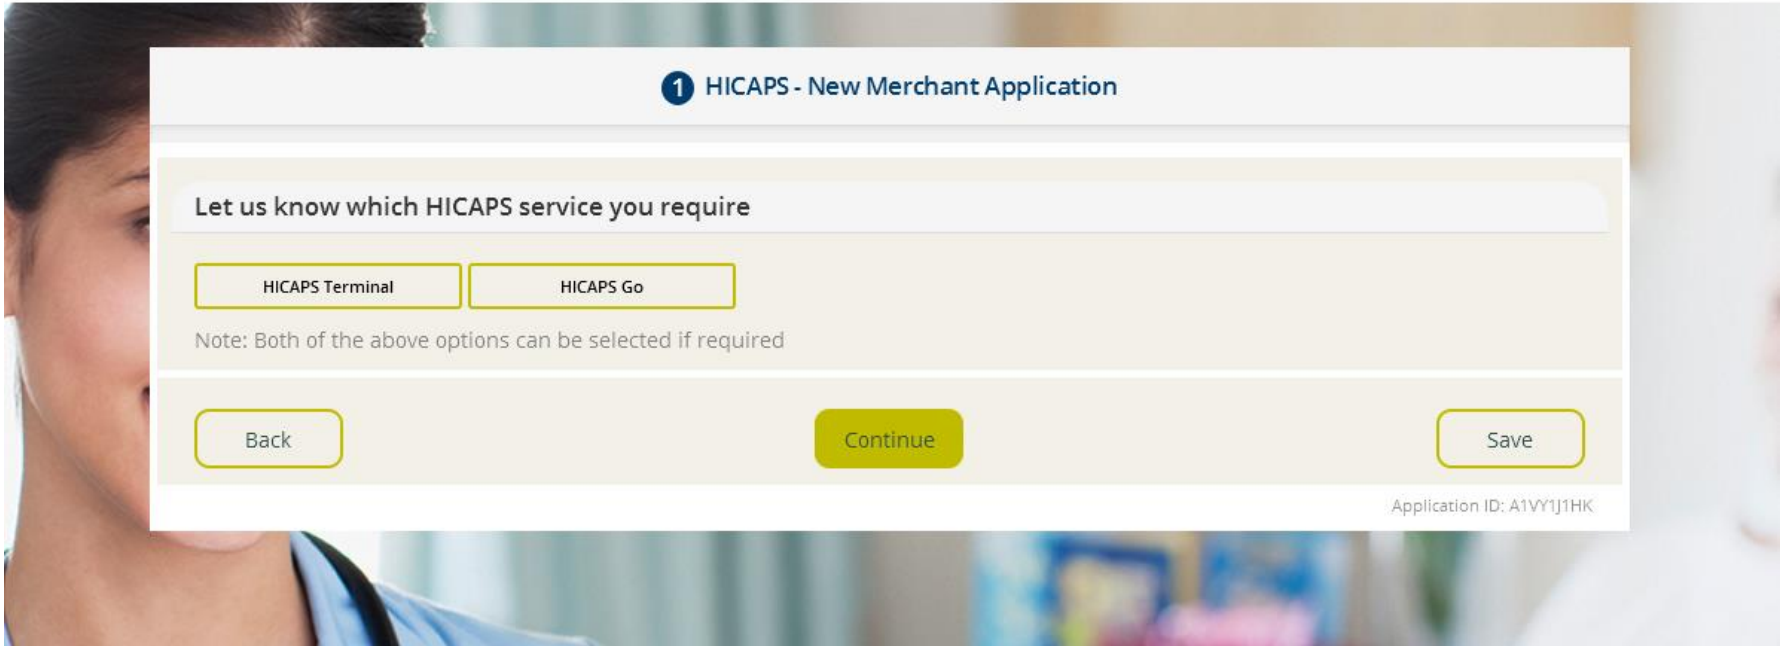 1 HICAPS - New Merchant Application
Let us know which HICAPS service you require
HICAPS Terminal HICAPS Go
Note: Both of the above options can be selected if required
Back Continue Save
Application ID: A1VY1J1HK